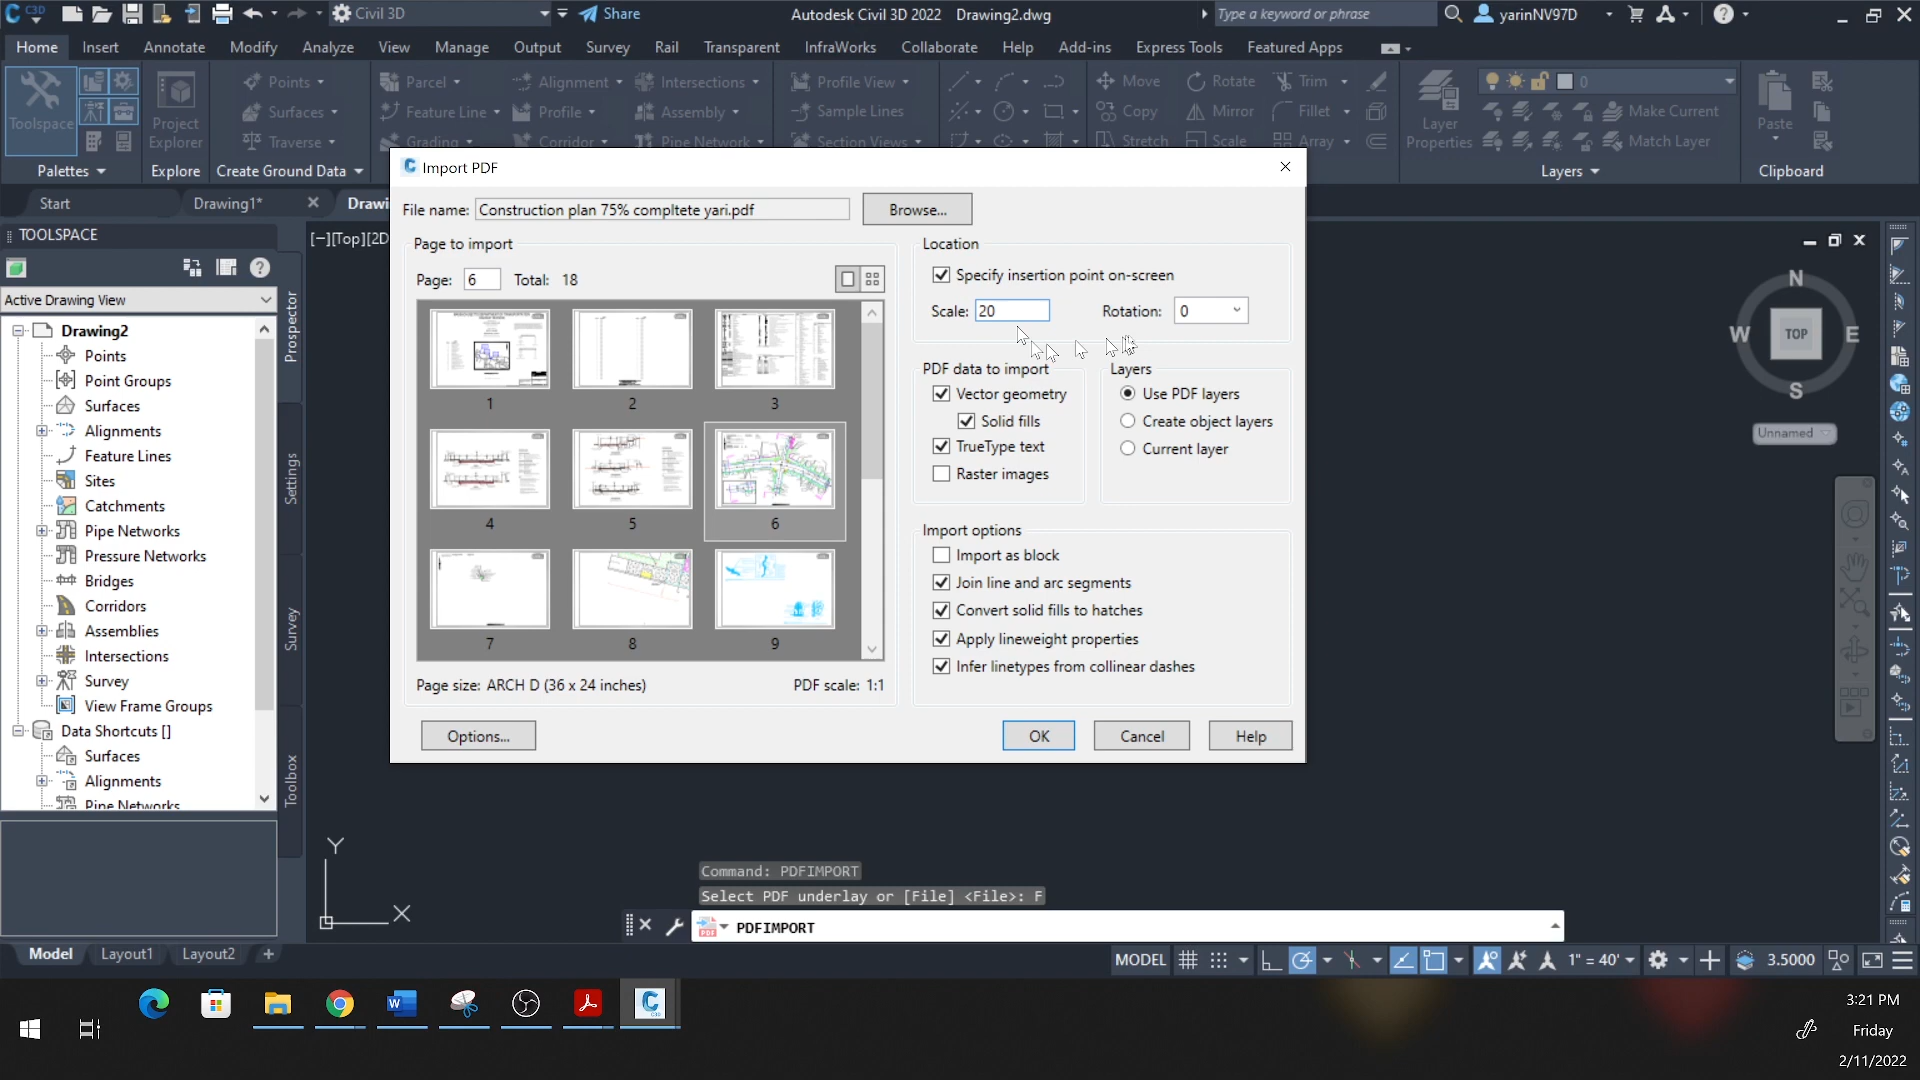 C3D Civil 3D Share Autodesk Civil 3D 2022 Drawing2.dwg Type a keyword or phrase yarinNV97D
Home Insert Annotate Modify Analyze View Manage Output Survey Rail Transparent InfraWorks Collaborate Help Add-ins Express Tools Featured Apps
Points Parcel Alignment Intersections Profile View Move Rotate Trim 0
Toolspace Project Explorer Surfaces Feature Line Profile Assembly Sample Lines Copy Mirror Fillet Layer Properties Make Current Paste
Traverse Grading Corridor Pipe Network Section Views Stretch Scale Array Match Layer
Palettes Explore Create Ground Data Layers Clipboard
Start Drawing1* Drawi
TOOLSPACE
[−][Top][2D
Active Drawing View
Drawing2
Points
Point Groups
Surfaces
Alignments
Feature Lines
Sites
Catchments
Pipe Networks
Pressure Networks
Bridges
Corridors
Assemblies
Intersections
Survey
View Frame Groups
Data Shortcuts []
Surfaces
Alignments
Pipe Networks
Prospector
Settings
Survey
Toolbox
Import PDF
File name: Construction plan 75% compltete yari.pdf Browse...
Page to import
Page: 6 Total: 18
1 2 3
4 5 6
7 8 9
Page size: ARCH D (36 x 24 inches) PDF scale: 1:1
Options...
Location
Specify insertion point on-screen
Scale: 20 Rotation: 0
PDF data to import
Vector geometry
Solid fills
TrueType text
Raster images
Layers
Use PDF layers
Create object layers
Current layer
Import options
Import as block
Join line and arc segments
Convert solid fills to hatches
Apply lineweight properties
Infer linetypes from collinear dashes
OK Cancel Help
N
W TOP E
S
Unnamed
Y
X
Command: PDFIMPORT
Select PDF underlay or [File] <File>: F
PDFIMPORT
Model Layout1 Layout2 +
MODEL 1" = 40' 3.5000
3:21 PM
Friday
2/11/2022